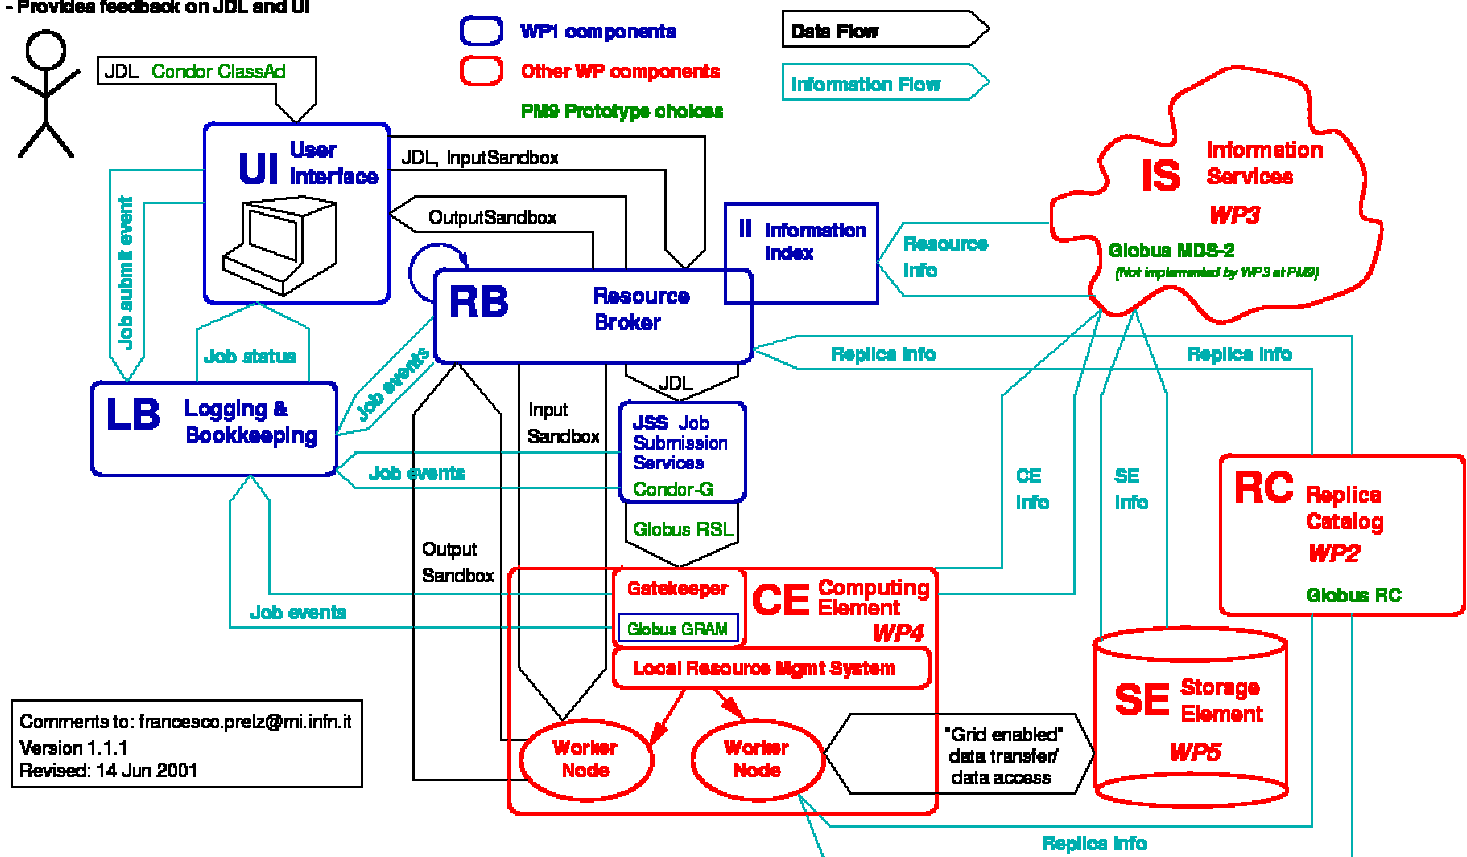 - Provides feedback on JDL and UI
WP1 components
Other WP components
PM9 Prototype choices
Data Flow
Information Flow
JDL Condor ClassAd
UI User
Interface
JDL, InputSandbox
OutputSandbox
Job submit event
II Information
Index
Resource
Info
IS Information
Services
WP3
Globus MDS-2
(Not implemented by WP3 at PM9)
RB Resource
Broker
Job status
Job events
Replica Info
Replica Info
LB Logging &
Bookkeeping
JDL
Input
Sandbox
JSS Job
Submission
Services
Condor-G
Job events
CE
Info
SE
Info
RC Replica
Catalog
WP2
Globus RC
Globus RSL
Output
Sandbox
Gatekeeper
Globus GRAM
CE Computing
Element
WP4
Job events
Local Resource Mgmt System
Worker
Node
Worker
Node
"Grid enabled"
data transfer/
data access
SE Storage
Element
WP5
Comments to: francesco.prelz@mi.infn.it
Version 1.1.1
Revised: 14 Jun 2001
Replica Info